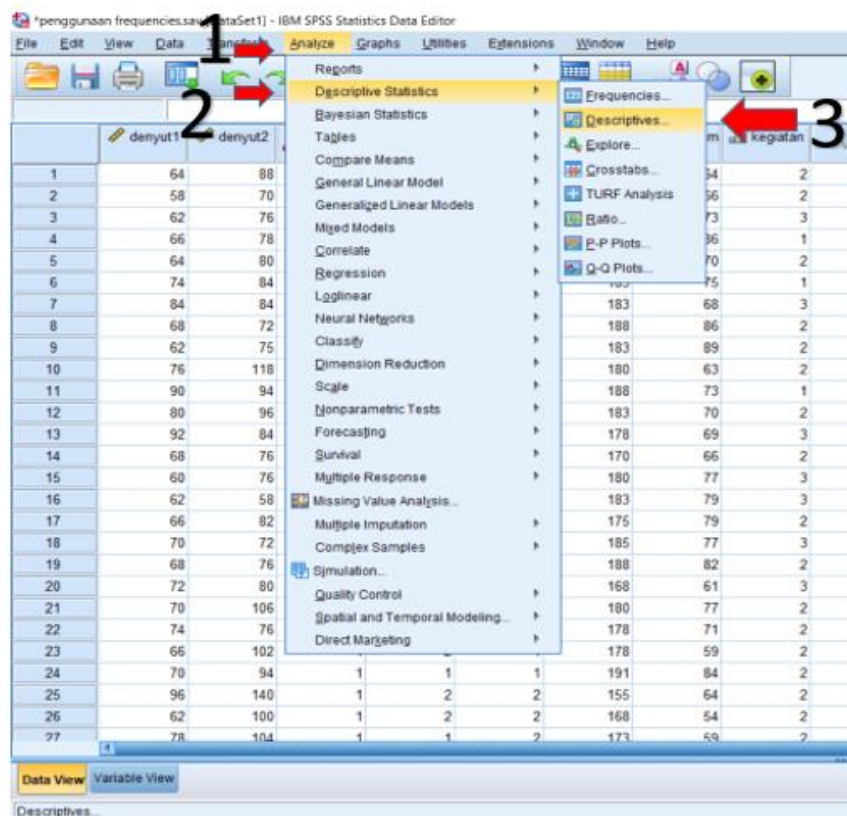 *penggunaan frequencies.sav [DataSet1] - IBM SPSS Statistics Data Editor
File Edit View Data Analyze Graphs Utilities Extensions Window Help
1
2
3
Reports
Descriptive Statistics
Bayesian Statistics
Tables
Compare Means
General Linear Model
Generalized Linear Models
Mixed Models
Correlate
Regression
Loglinear
Neural Networks
Classify
Dimension Reduction
Scale
Nonparametric Tests
Forecasting
Survival
Multiple Response
Missing Value Analysis...
Multiple Imputation
Complex Samples
Simulation...
Quality Control
Spatial and Temporal Modeling...
Direct Marketing
Frequencies...
Descriptives...
Explore...
Crosstabs...
TURF Analysis
Ratio...
P-P Plots...
Q-Q Plots...
denyut1 denyut2 kegiatan
1 64 88 2
2 58 70 2
3 62 76 3
4 66 78 1
5 64 80 70 2
6 74 84 75 1
7 84 84 183 68 3
8 68 72 188 86 2
9 62 75 183 89 2
10 76 118 180 63 2
11 90 94 188 73 1
12 80 96 183 70 2
13 92 84 178 69 3
14 68 76 170 66 2
15 60 76 180 77 3
16 62 58 183 79 3
17 66 82 175 79 2
18 70 72 185 77 3
19 68 76 188 82 2
20 72 80 168 61 3
21 70 106 180 77 2
22 74 76 178 71 2
23 66 102 178 59 2
24 70 94 1 1 1 191 84 2
25 96 140 1 2 2 155 64 2
26 62 100 1 2 2 168 54 2
27 78 104 1 1 2 173 59 2
Data View Variable View
Descriptives...